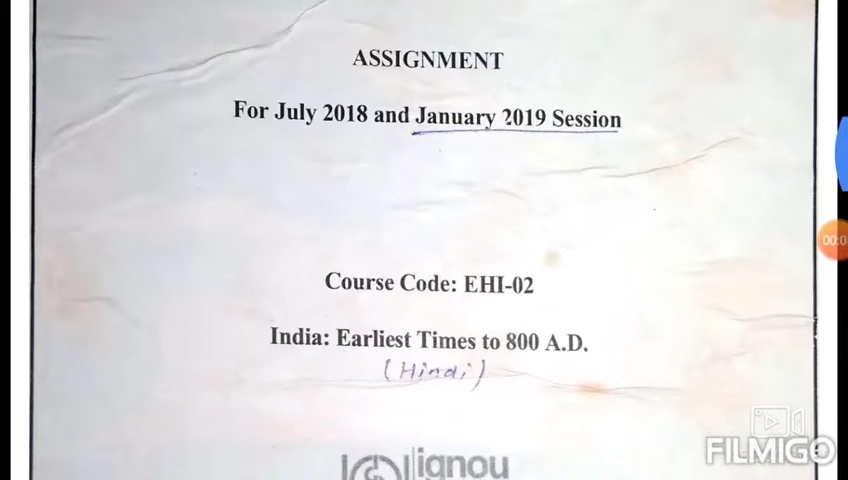 ASSIGNMENT
For July 2018 and January 2019 Session
Course Code: EHI-02
India: Earliest Times to 800 A.D.
(Hindi)
ignou
FILMIGO